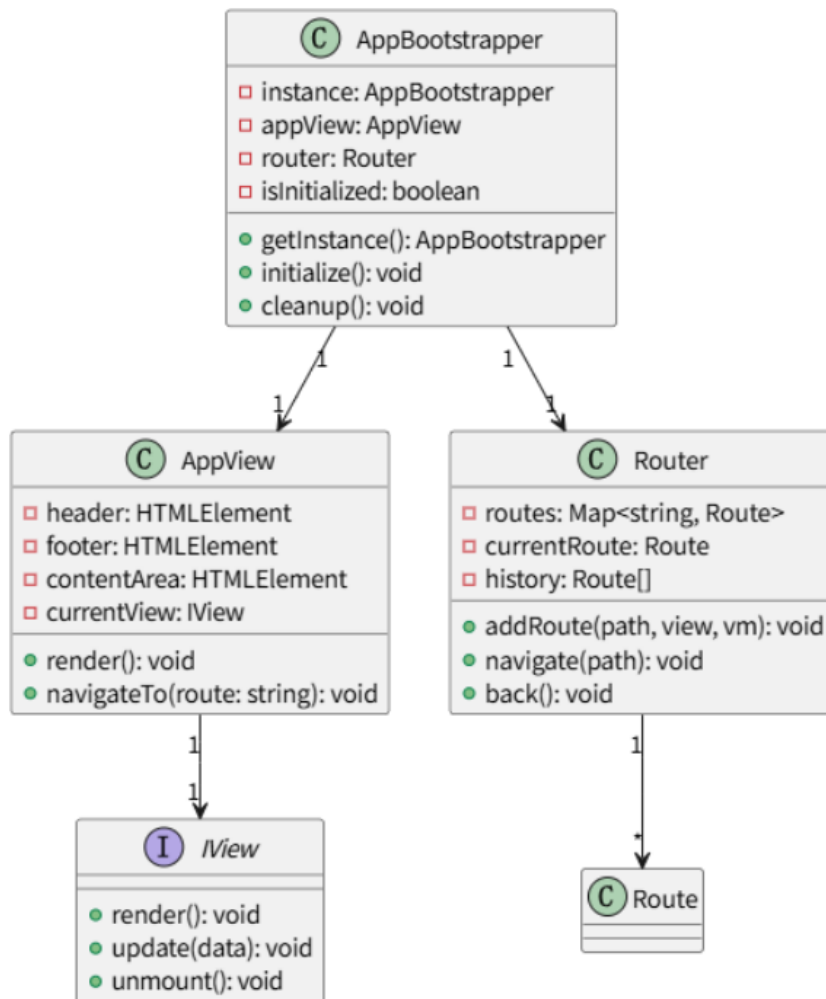 C AppBootstrapper
instance: AppBootstrapper
appView: AppView
router: Router
isInitialized: boolean
getInstance(): AppBootstrapper
initialize(): void
cleanup(): void
1 1
1 1
C AppView
header: HTMLElement
footer: HTMLElement
contentArea: HTMLElement
currentView: IView
render(): void
navigateTo(route: string): void
C Router
routes: Map<string, Route>
currentRoute: Route
history: Route[]
addRoute(path, view, vm): void
navigate(path): void
back(): void
1 1
1 *
I IView
render(): void
update(data): void
unmount(): void
C Route